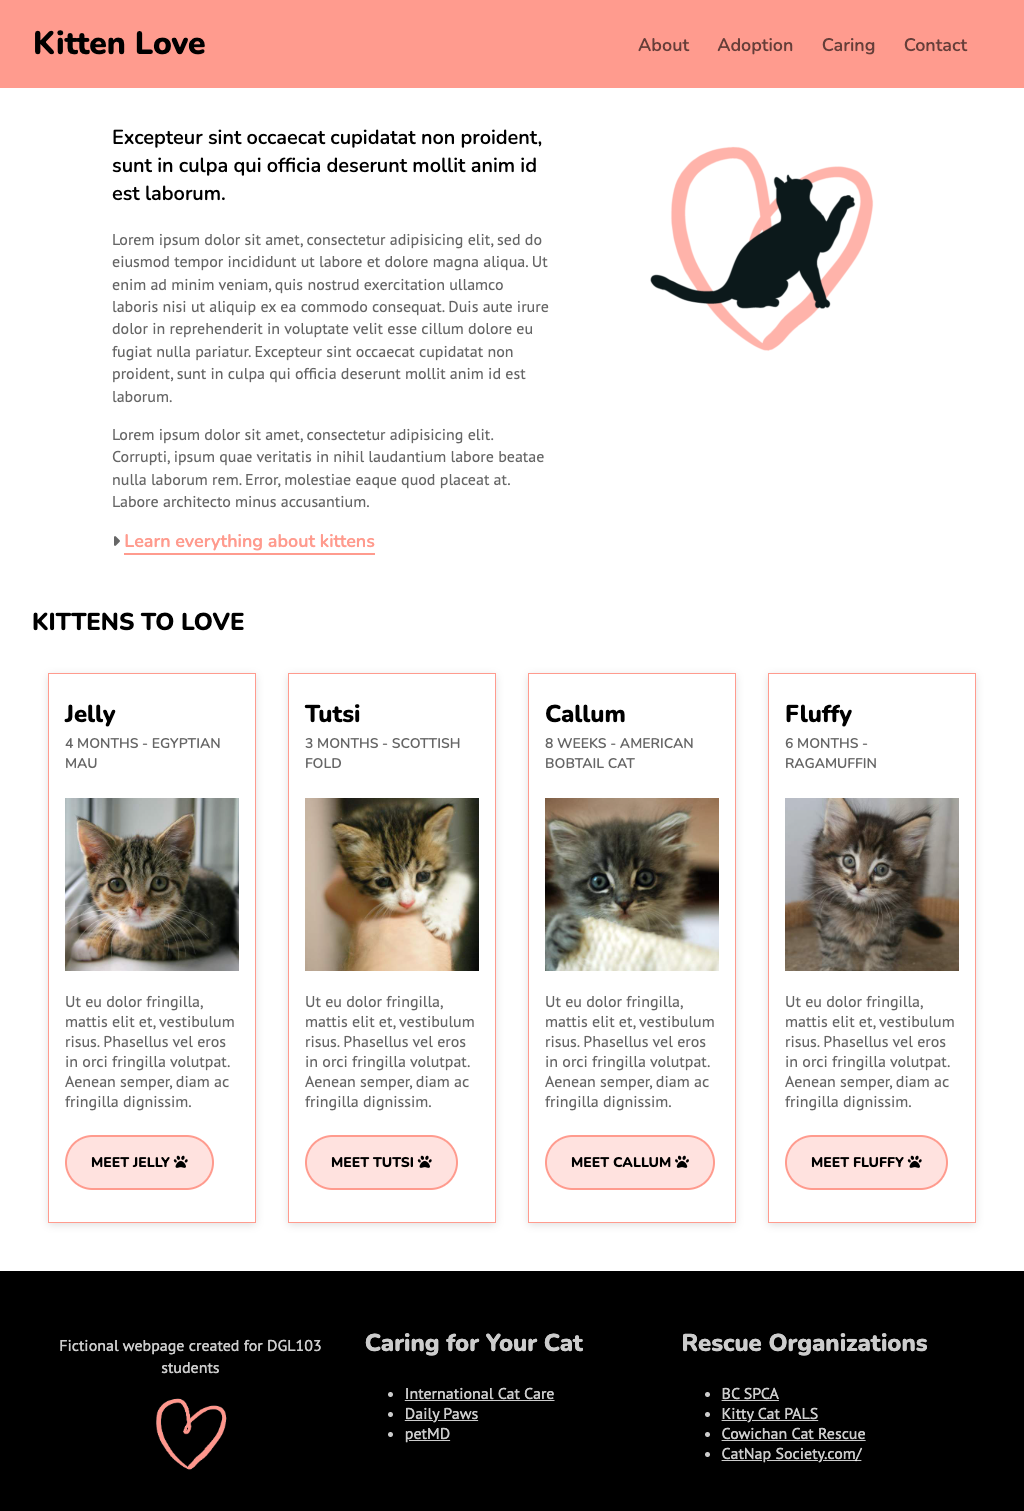 Kitten Love
About Adoption Caring Contact
Excepteur sint occaecat cupidatat non proident,
sunt in culpa qui officia deserunt mollit anim id
est laborum.
Lorem ipsum dolor sit amet, consectetur adipisicing elit, sed do
eiusmod tempor incididunt ut labore et dolore magna aliqua. Ut
enim ad minim veniam, quis nostrud exercitation ullamco
laboris nisi ut aliquip ex ea commodo consequat. Duis aute irure
dolor in reprehenderit in voluptate velit esse cillum dolore eu
fugiat nulla pariatur. Excepteur sint occaecat cupidatat non
proident, sunt in culpa qui officia deserunt mollit anim id est
laborum.
Lorem ipsum dolor sit amet, consectetur adipisicing elit.
Corrupti, ipsum quae veritatis in nihil laudantium labore beatae
nulla laborum rem. Error, molestiae eaque quod placeat at.
Labore architecto minus accusantium.
Learn everything about kittens
KITTENS TO LOVE
Jelly
4 MONTHS - EGYPTIAN
MAU
Ut eu dolor fringilla,
mattis elit et, vestibulum
risus. Phasellus vel eros
in orci fringilla volutpat.
Aenean semper, diam ac
fringilla dignissim.
MEET JELLY
Tutsi
3 MONTHS - SCOTTISH
FOLD
Ut eu dolor fringilla,
mattis elit et, vestibulum
risus. Phasellus vel eros
in orci fringilla volutpat.
Aenean semper, diam ac
fringilla dignissim.
MEET TUTSI
Callum
8 WEEKS - AMERICAN
BOBTAIL CAT
Ut eu dolor fringilla,
mattis elit et, vestibulum
risus. Phasellus vel eros
in orci fringilla volutpat.
Aenean semper, diam ac
fringilla dignissim.
MEET CALLUM
Fluffy
6 MONTHS -
RAGAMUFFIN
Ut eu dolor fringilla,
mattis elit et, vestibulum
risus. Phasellus vel eros
in orci fringilla volutpat.
Aenean semper, diam ac
fringilla dignissim.
MEET FLUFFY
Fictional webpage created for DGL103
students
Caring for Your Cat
• International Cat Care
• Daily Paws
• petMD
Rescue Organizations
• BC SPCA
• Kitty Cat PALS
• Cowichan Cat Rescue
• CatNap Society.com/